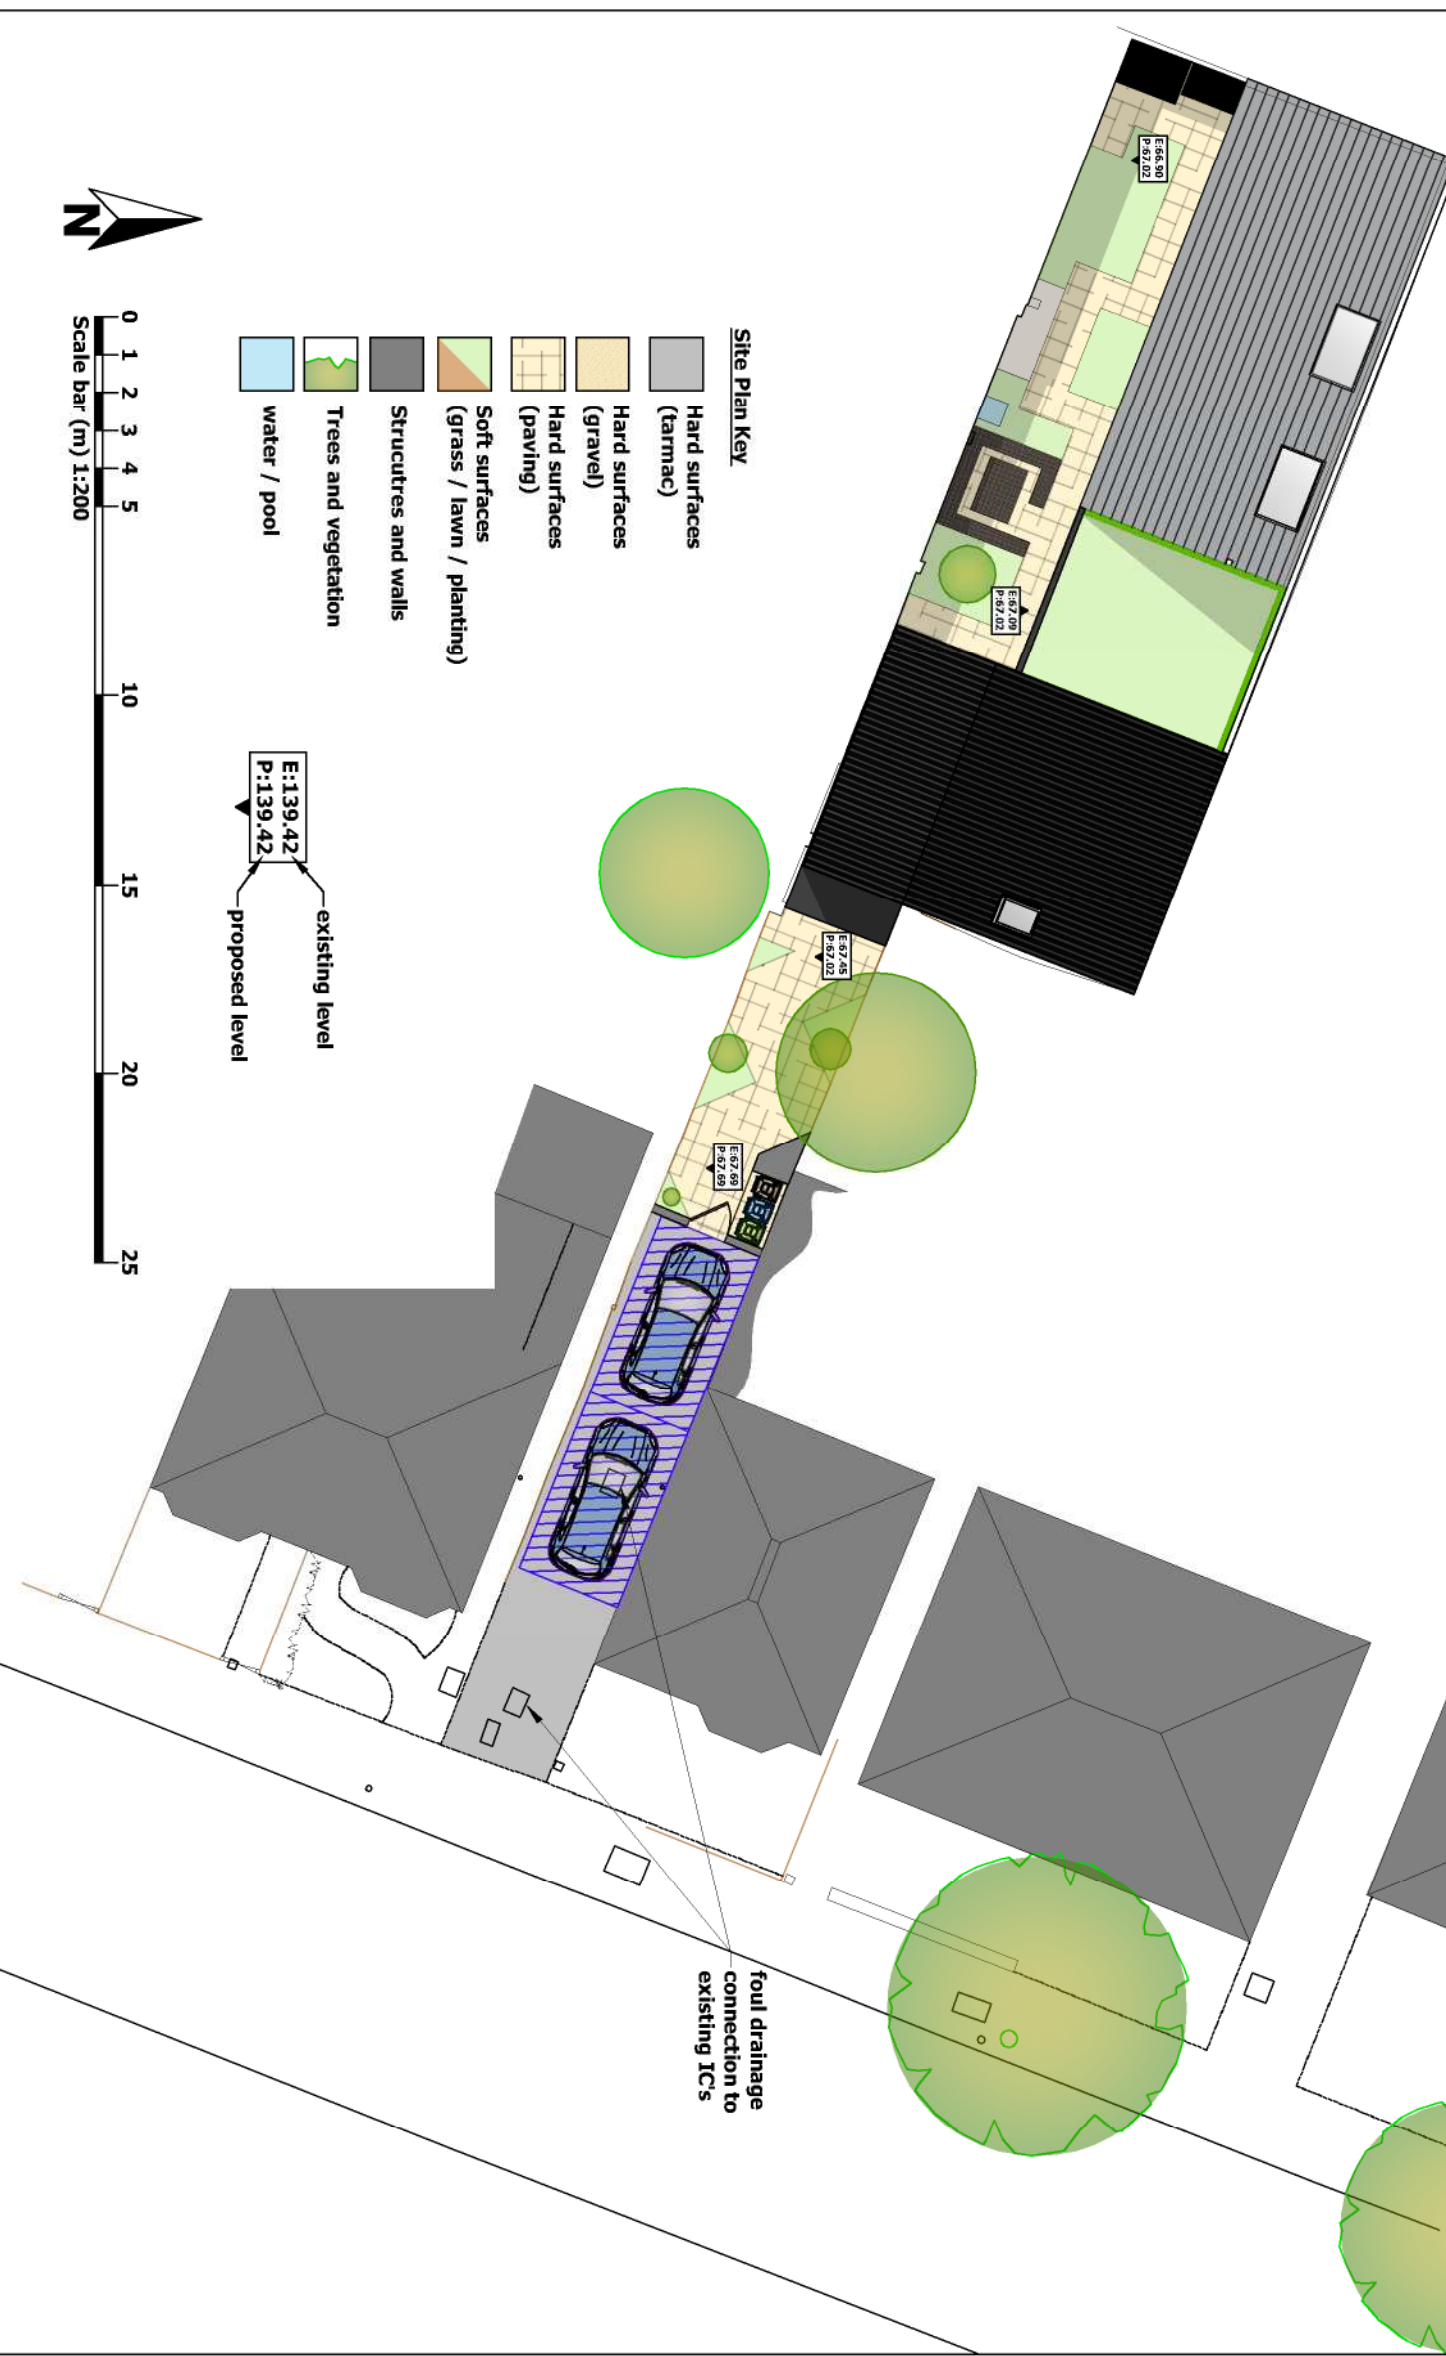 E:66.90
P:67.02
E:67.09
P:67.02
E:67.45
P:67.02
E:67.69
P:67.69
Site Plan Key
Hard surfaces
(tarmac)
Hard surfaces
(gravel)
Hard surfaces
(paving)
Soft surfaces
(grass / lawn / planting)
Strucutres and walls
Trees and vegetation
water / pool
E:139.42
P:139.42
existing level
proposed level
N
0 1 2 3 4 5 10 15 20 25
Scale bar (m) 1:200
foul drainage
connection to
existing IC's